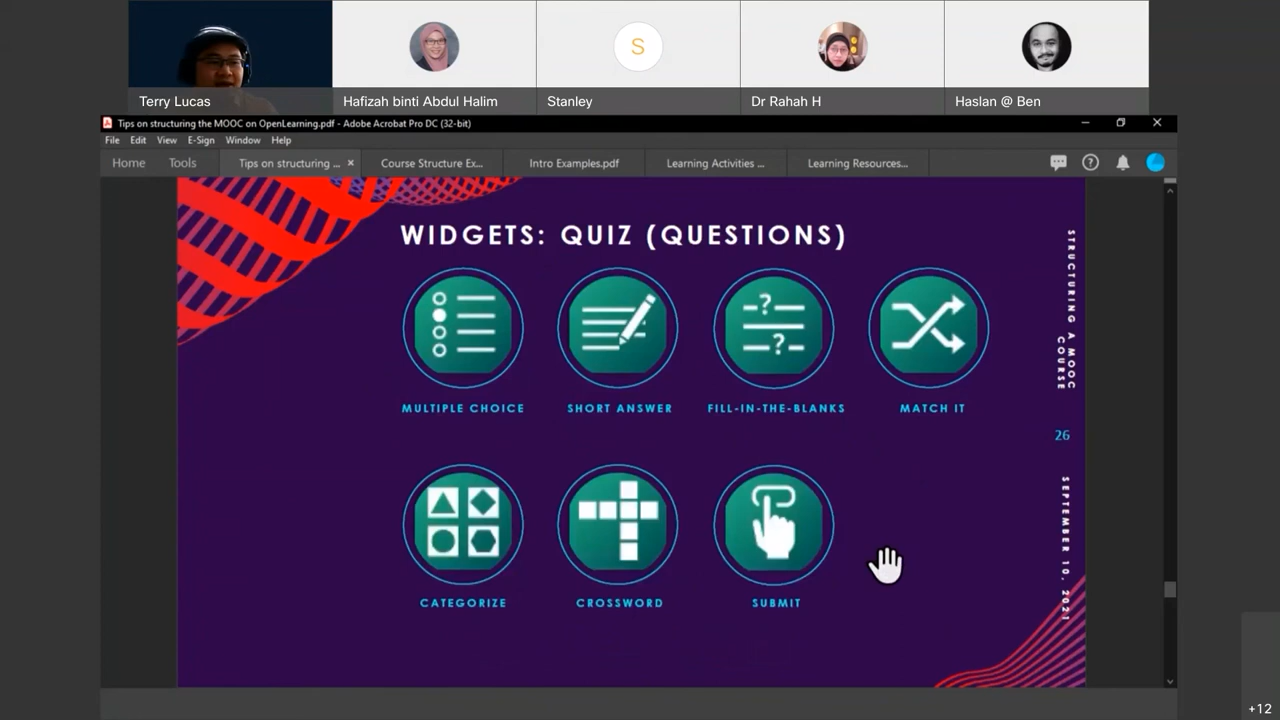 Terry Lucas
Hafizah binti Abdul Halim
S
Stanley
Dr Rahah H
Haslan @ Ben
Tips on structuring the MOOC on OpenLearning.pdf - Adobe Acrobat Pro DC (32-bit)
File Edit View E-Sign Window Help
Home Tools Tips on structuring ... × Course Structure Ex... Intro Examples.pdf Learning Activities ... Learning Resources...
WIDGETS: QUIZ (QUESTIONS)
MULTIPLE CHOICE
SHORT ANSWER
FILL-IN-THE-BLANKS
MATCH IT
CATEGORIZE
CROSSWORD
SUBMIT
STRUCTURING A MOOC
COURSE
26
SEPTEMBER 10, 2021
+12